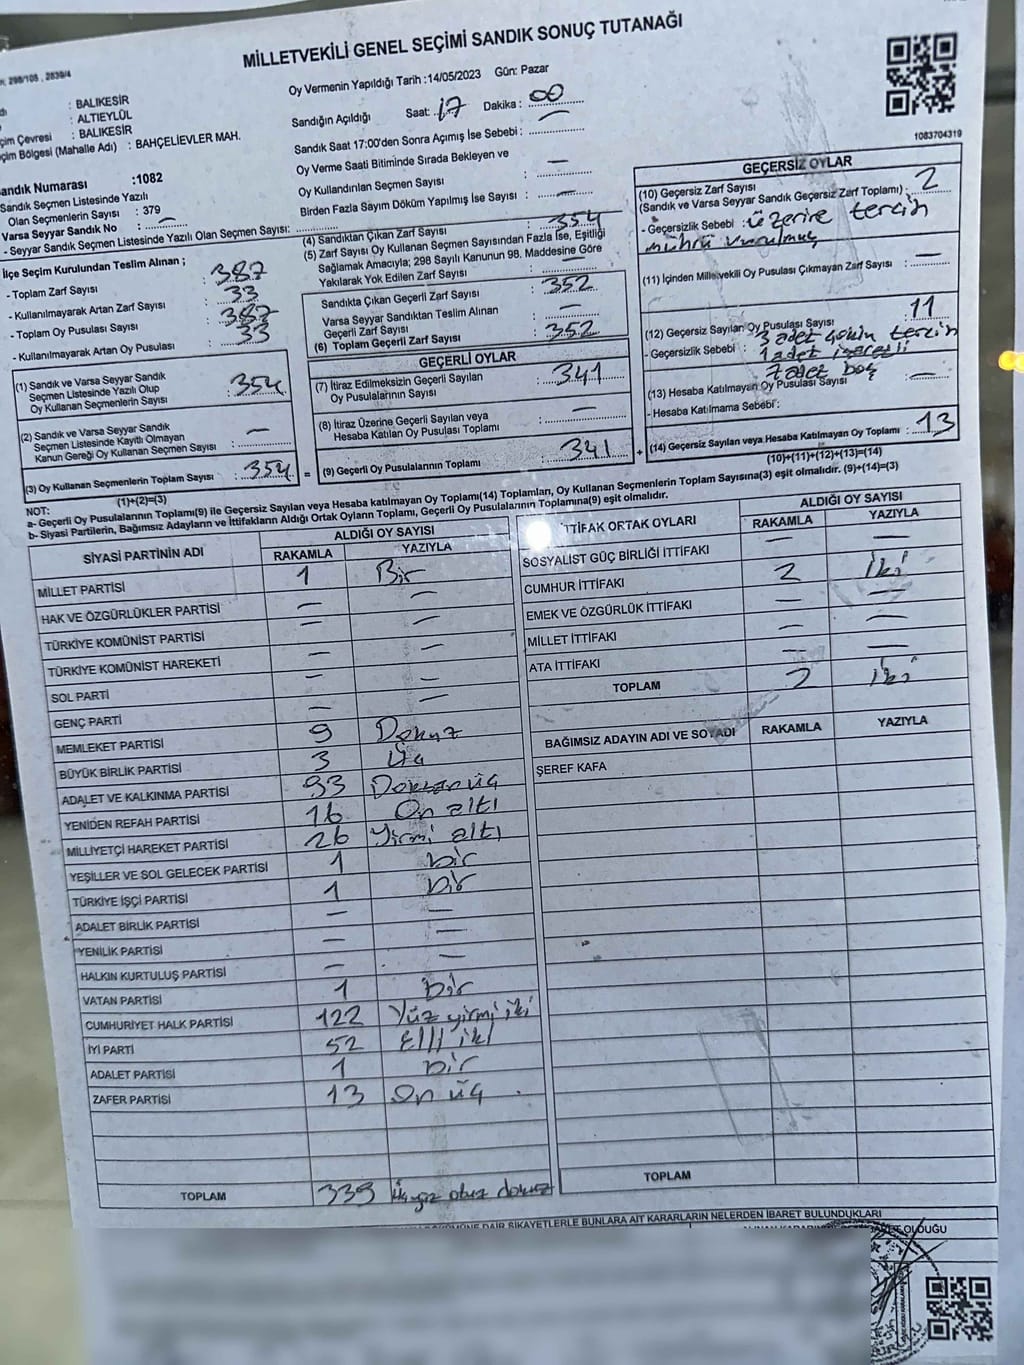 MİLLETVEKİLİ GENEL SEÇİMİ SANDIK SONUÇ TUTANAĞI
298/105 , 2839/4
Oy Vermenin Yapıldığı Tarih :14/05/2023 Gün: Pazar
: BALIKESİR
: ALTIEYLÜL
çim Çevresi : BALIKESİR
çim Bölgesi (Mahalle Adı) : BAHÇELİEVLER MAH.
andık Numarası :1082
Sandık Seçmen Listesinde Yazılı
Olan Seçmenlerin Sayısı : 379
Varsa Seyyar Sandık No : —
- Seyyar Sandık Seçmen Listesinde Yazılı Olan Seçmen Sayısı:
İlçe Seçim Kurulundan Teslim Alınan ;
- Toplam Zarf Sayısı : 387
- Kullanılmayarak Artan Zarf Sayısı : 33
- Toplam Oy Pusulası Sayısı : 387
- Kullanılmayarak Artan Oy Pusulası : 33
(1) Sandık ve Varsa Seyyar Sandık
Seçmen Listesinde Yazılı Olup
Oy Kullanan Seçmenlerin Sayısı : 354
(2) Sandık ve Varsa Seyyar Sandık
Seçmen Listesinde Kayıtlı Olmayan
Kanun Gereği Oy Kullanan Seçmen Sayısı : —
(3) Oy Kullanan Seçmenlerin Toplam Sayısı : 354
(1)+(2)=(3)
Sandığın Açıldığı Saat: 17 Dakika : 00
Sandık Saat 17:00'den Sonra Açımış İse Sebebi : —
Oy Verme Saati Bitiminde Sırada Bekleyen ve
Oy Kullandırılan Seçmen Sayısı : —
Birden Fazla Sayım Döküm Yapılmış İse Sayısı : —
(4) Sandıktan Çıkan Zarf Sayısı : 354
(5) Zarf Sayısı Oy Kullanan Seçmen Sayısından Fazla İse, Eşitliği
Sağlamak Amacıyla; 298 Sayılı Kanunun 98. Maddesine Göre
Yakılarak Yok Edilen Zarf Sayısı : —
Sandıkta Çıkan Geçerli Zarf Sayısı : 352
Varsa Seyyar Sandıktan Teslim Alınan
Geçerli Zarf Sayısı : —
(6) Toplam Geçerli Zarf Sayısı : 352
GEÇERLİ OYLAR
(7) İtiraz Edilmeksizin Geçerli Sayılan
Oy Pusulalarının Sayısı : 341
(8) İtiraz Üzerine Geçerli Sayılan veya
Hesaba Katılan Oy Pusulası Toplamı : —
= (9) Geçerli Oy Pusulalarının Toplamı : 341 +
1083704319
GEÇERSİZ OYLAR
(10) Geçersiz Zarf Sayısı
(Sandık ve Varsa Seyyar Sandık Geçersiz Zarf Toplamı) : 2
- Geçersizlik Sebebi : üzerine tercih
mührü vurulmuş
(11) İçinden Milletvekili Oy Pusulası Çıkmayan Zarf Sayısı : —
(12) Geçersiz Sayılan Oy Pusulası Sayısı : 11
- Geçersizlik Sebebi : 3 adet tercih
1 adet
7 adet boş
(13) Hesaba Katılmayan Oy Pusulası Sayısı : —
- Hesaba Katılmama Sebebi :
(14) Geçersiz Sayılan veya Hesaba Katılmayan Oy Toplamı : 13
(10)+(11)+(12)+(13)=(14)
NOT:
a- Geçerli Oy Pusulalarının Toplamı(9) ile Geçersiz Sayılan veya Hesaba katılmayan Oy Toplamı(14) Toplamları, Oy Kullanan Seçmenlerin Toplam Sayısına(3) eşit olmalıdır. (9)+(14)=(3)
b- Siyasi Partilerin, Bağımsız Adayların ve İttifakların Aldığı Ortak Oyların Toplamı, Geçerli Oy Pusulalarının Toplamına(9) eşit olmalıdır.
SİYASİ PARTİNİN ADI ALDIĞI OY SAYISI
RAKAMLA YAZIYLA
MİLLET PARTİSİ 1 Bir
HAK VE ÖZGÜRLÜKLER PARTİSİ — —
TÜRKİYE KOMÜNİST PARTİSİ — —
TÜRKİYE KOMÜNİST HAREKETİ — —
SOL PARTİ — —
GENÇ PARTİ — —
MEMLEKET PARTİSİ 9 Dokuz
BÜYÜK BİRLİK PARTİSİ 3 Üç
ADALET VE KALKINMA PARTİSİ 93 Doksan üç
YENİDEN REFAH PARTİSİ 16 On altı
MİLLİYETÇİ HAREKET PARTİSİ 26 Yirmi altı
YEŞİLLER VE SOL GELECEK PARTİSİ 1 bir
TÜRKİYE İŞÇİ PARTİSİ 1 bir
ADALET BİRLİK PARTİSİ — —
YENİLİK PARTİSİ — —
HALKIN KURTULUŞ PARTİSİ — —
VATAN PARTİSİ 1 bir
CUMHURİYET HALK PARTİSİ 122 Yüz yirmi iki
İYİ PARTİ 52 Elli iki
ADALET PARTİSİ 1 bir
ZAFER PARTİSİ 13 On üç
TOPLAM 339 Üçyüz otuz dokuz
İTTİFAK ORTAK OYLARI ALDIĞI OY SAYISI
RAKAMLA YAZIYLA
SOSYALİST GÜÇ BİRLİĞİ İTTİFAKI — —
CUMHUR İTTİFAKI 2 İki
EMEK VE ÖZGÜRLÜK İTTİFAKI — —
MİLLET İTTİFAKI — —
ATA İTTİFAKI — —
TOPLAM 2 İki
BAĞIMSIZ ADAYIN ADI VE SOYADI RAKAMLA YAZIYLA
ŞEREF KAFA
TOPLAM
DAİR ŞİKAYETLERLE BUNLARA AİT KARARLARIN NELERDEN İBARET BULUNDUKLARI
OLDUĞU